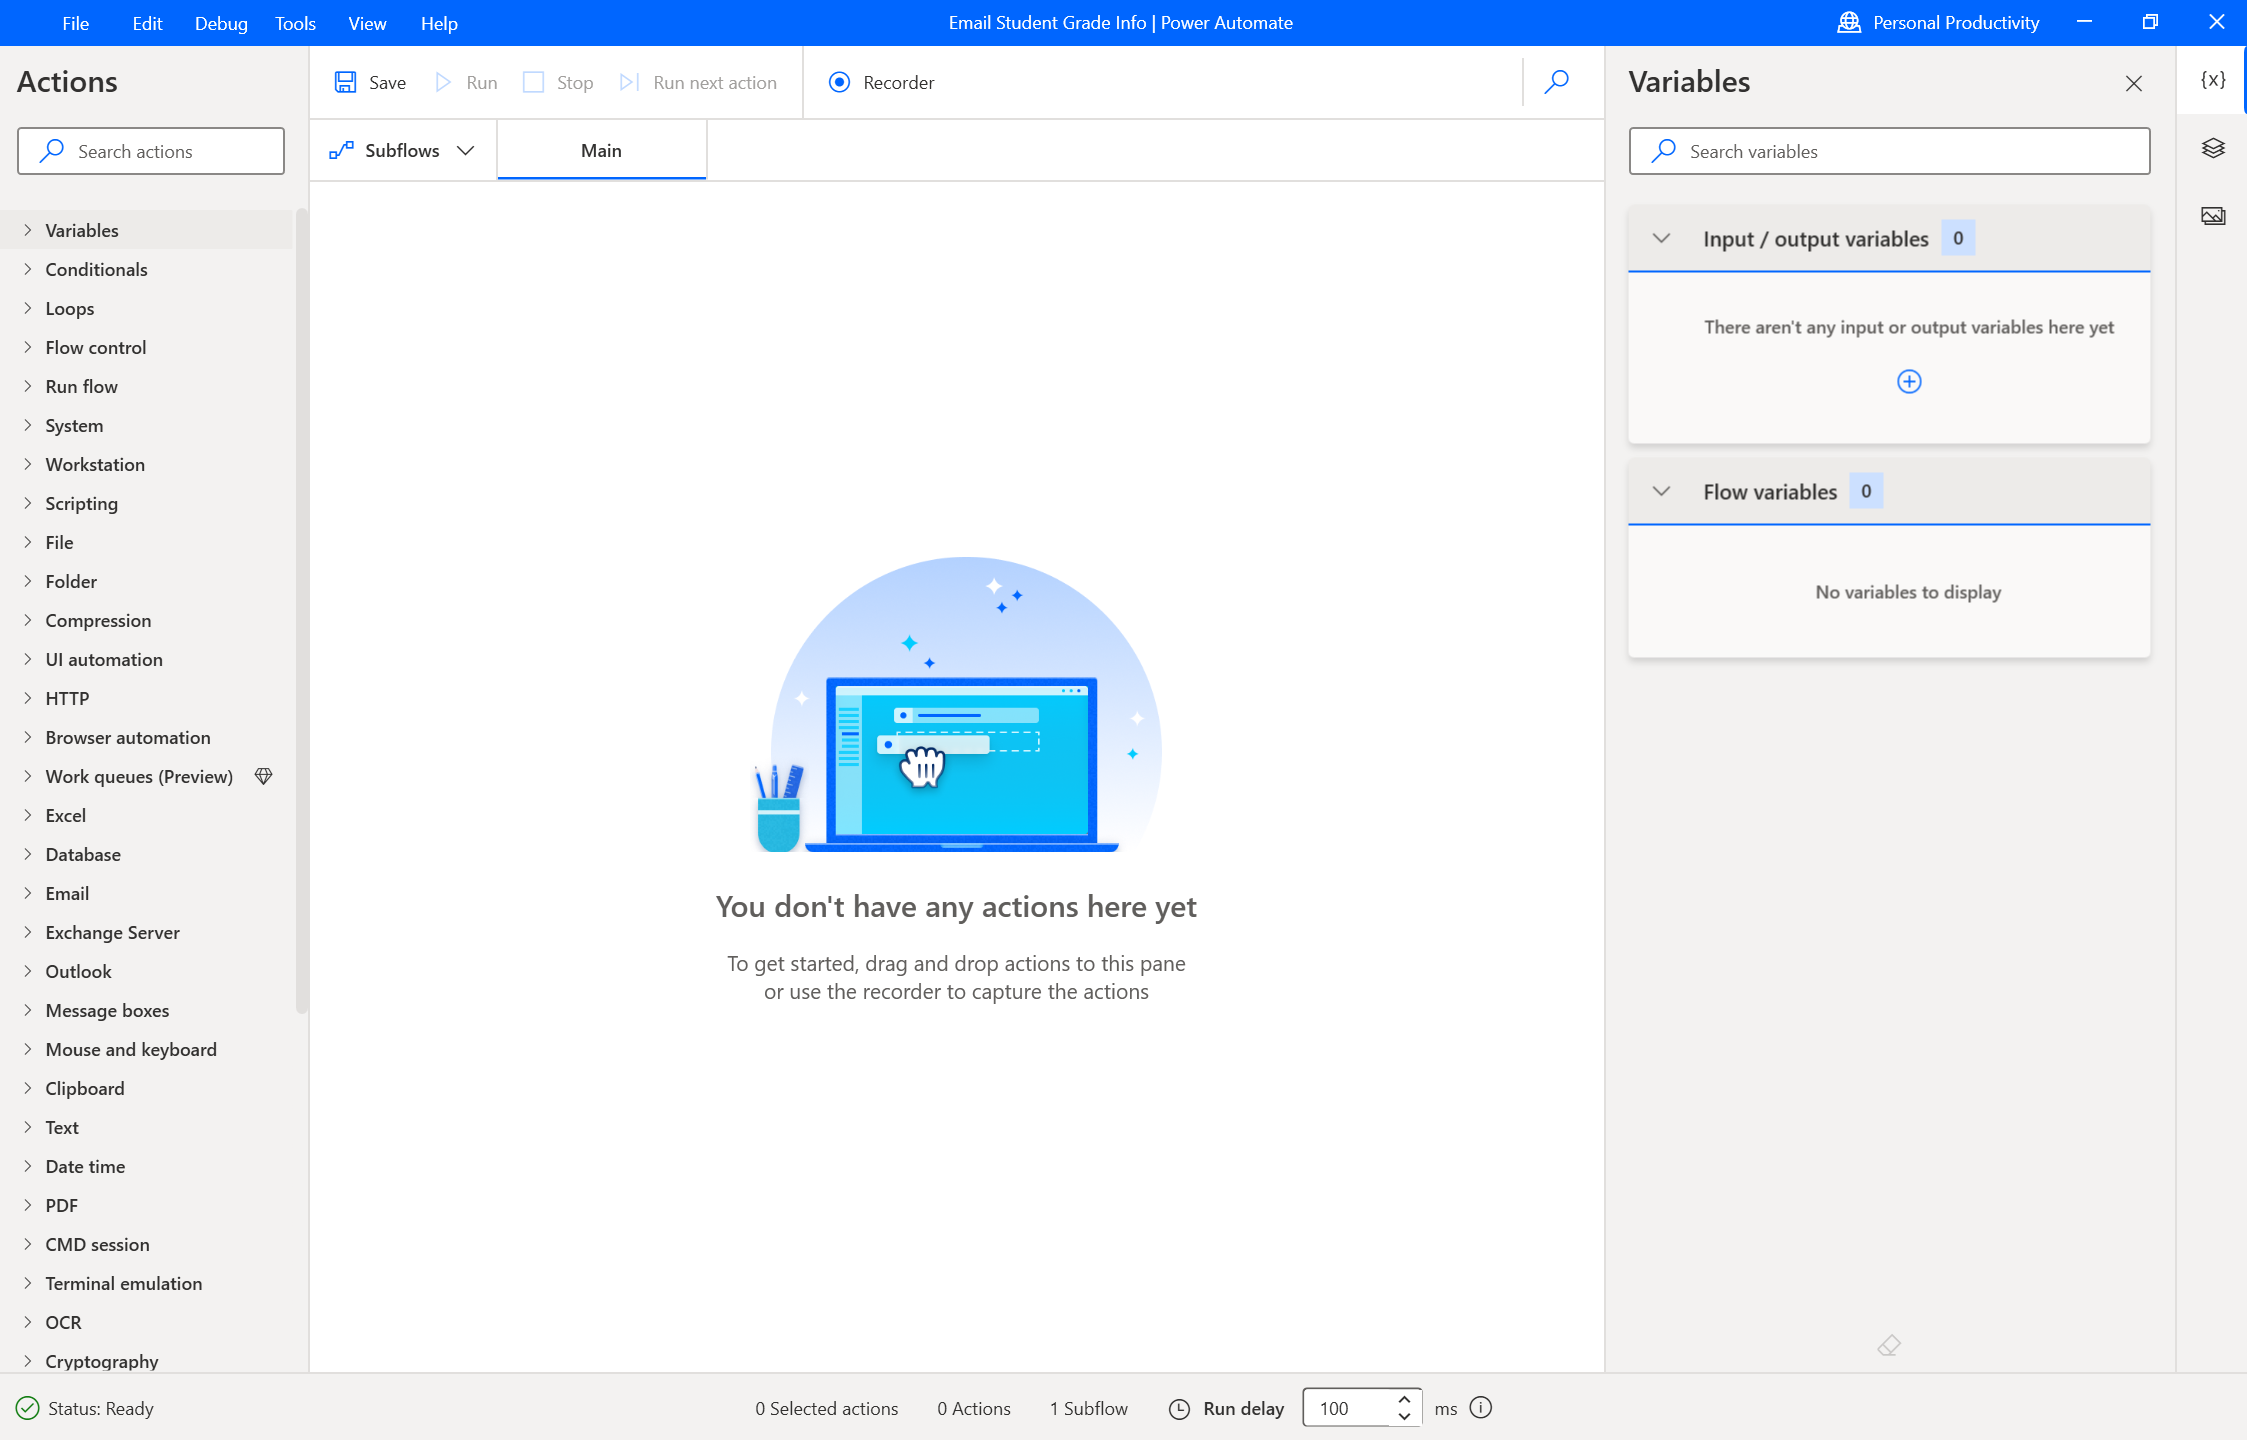 File Edit Debug Tools View Help
Email Student Grade Info | Power Automate
Personal Productivity
Actions
Search actions
Variables
Conditionals
Loops
Flow control
Run flow
System
Workstation
Scripting
File
Folder
Compression
UI automation
HTTP
Browser automation
Work queues (Preview)
Excel
Database
Email
Exchange Server
Outlook
Message boxes
Mouse and keyboard
Clipboard
Text
Date time
PDF
CMD session
Terminal emulation
OCR
Cryptography
Save Run Stop Run next action Recorder
Subflows Main
You don't have any actions here yet
To get started, drag and drop actions to this pane
or use the recorder to capture the actions
Variables
{x}
Search variables
Input / output variables 0
There aren't any input or output variables here yet
Flow variables 0
No variables to display
Status: Ready 0 Selected actions 0 Actions 1 Subflow Run delay 100 ms